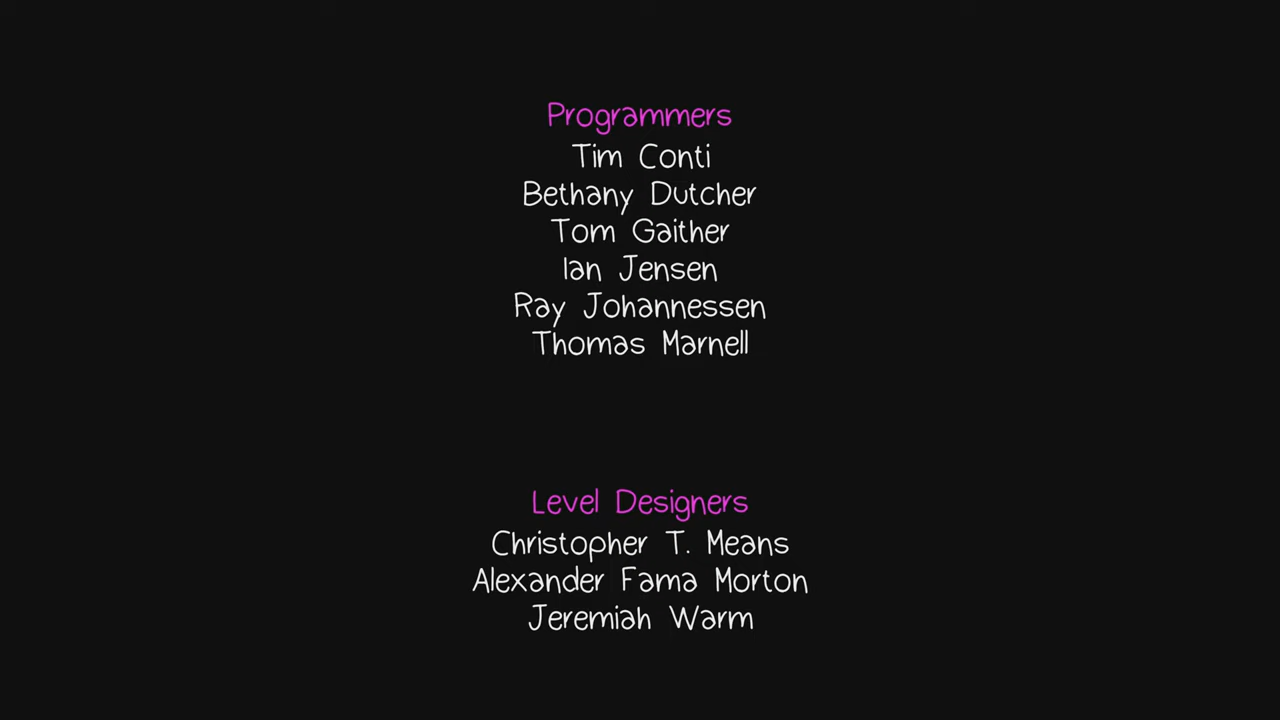 Programmers
Tim Conti
Bethany Dutcher
Tom Gaither
Ian Jensen
Ray Johannessen
Thomas Marnell
Level Designers
Christopher T. Means
Alexander Fama Morton
Jeremiah Warm